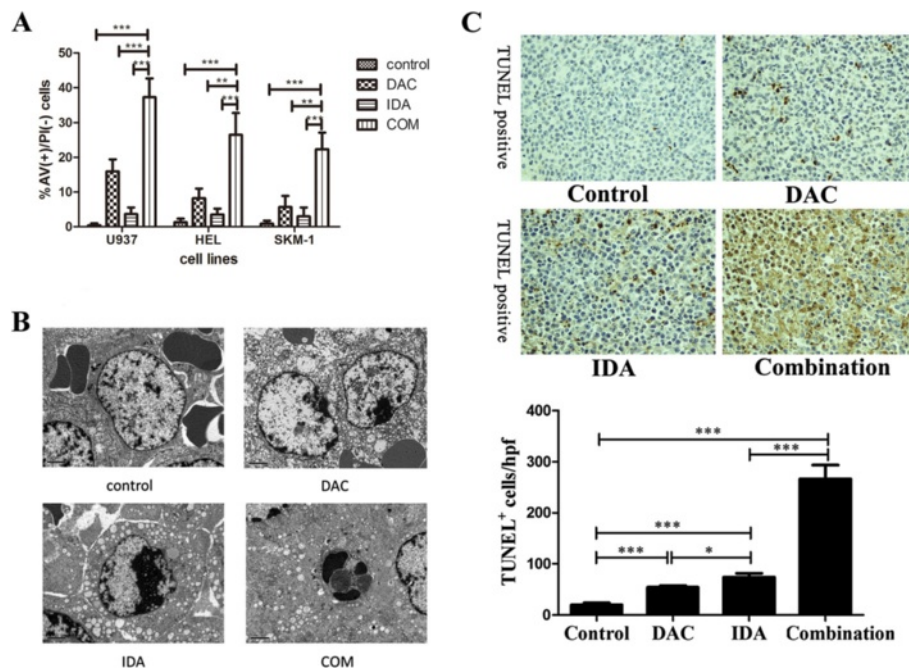 A
***
***
***
%AV(+)/PI(-) cells
50
40
30
20
10
0
***
**
***
***
**
***
control
DAC
IDA
COM
U937
HEL
SKM-1
cell lines
B
control
DAC
IDA
COM
C
TUNEL positive
Control
DAC
TUNEL positive
IDA
Combination
TUNEL+ cells/hpf
400
300
200
100
0
***
***
***
***
*
Control
DAC
IDA
Combination